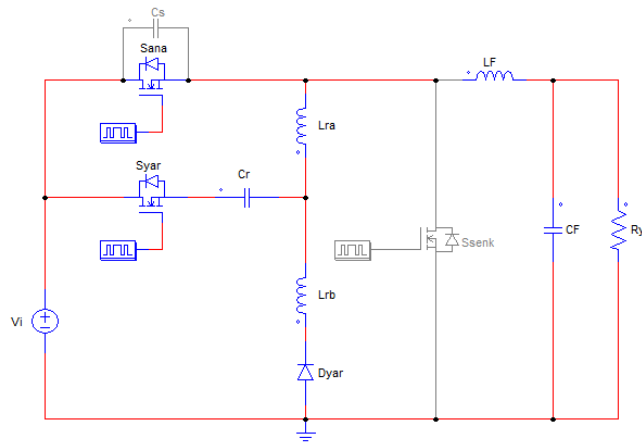 Cs
Sana
LF
Lra
Syar
Cr
Ssenk
CF
Ry
Lrb
Vi
Dyar